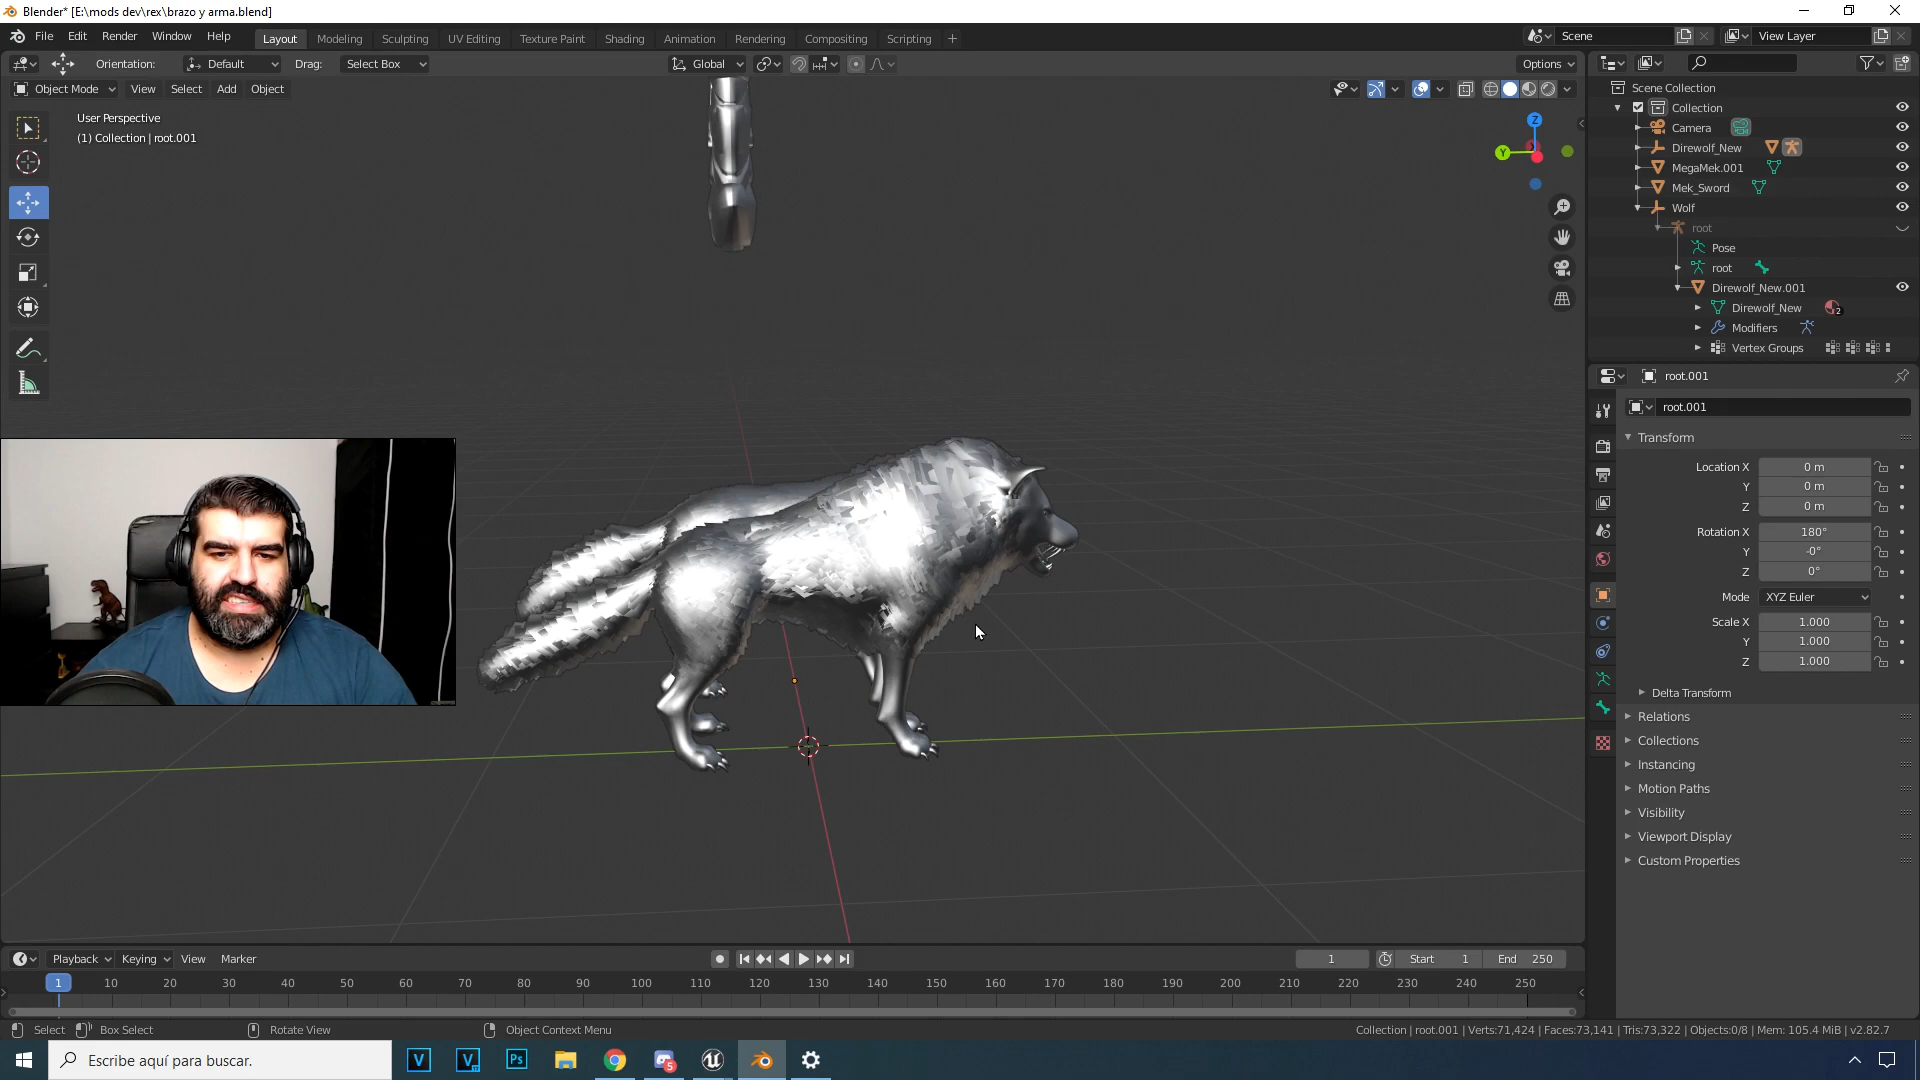 Blender* [E:\mods dev\rex\brazo y arma.blend]
File Edit Render Window Help Layout Modeling Sculpting UV Editing Texture Paint Shading Animation Rendering Compositing Scripting + Scene View Layer
Orientation: Default Drag: Select Box Global Options
Object Mode View Select Add Object
User Perspective
(1) Collection | root.001
Z
Y
Scene Collection
Collection
Camera
Direwolf_New
MegaMek.001
Mek_Sword
Wolf
root
Pose
root
Direwolf_New.001
Direwolf_New 2
Modifiers
Vertex Groups
root.001
root.001
Transform
Location X 0 m
Y 0 m
Z 0 m
Rotation X 180°
Y -0°
Z 0°
Mode XYZ Euler
Scale X 1.000
Y 1.000
Z 1.000
Delta Transform
Relations
Collections
Instancing
Motion Paths
Visibility
Viewport Display
Custom Properties
Playback Keying View Marker 1 Start 1 End 250
1 10 20 30 40 50 60 70 80 90 100 110 120 130 140 150 160 170 180 190 200 210 220 230 240 250
Select Box Select Rotate View Object Context Menu Collection | root.001 | Verts:71,424 | Faces:73,141 | Tris:73,322 | Objects:0/8 | Mem: 105.4 MiB | v2.82.7
Escribe aquí para buscar. V V Ps 5